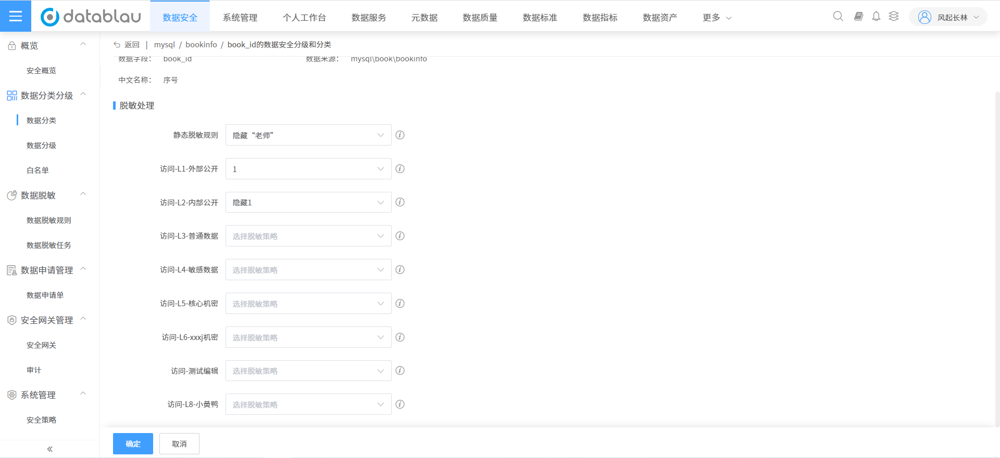 datablau
数据安全
系统管理
个人工作台
数据服务
元数据
数据质量
数据标准
数据指标
数据资产
更多
风起长林
概览
安全概览
数据分类分级
数据分类
数据分级
白名单
数据脱敏
数据脱敏规则
数据脱敏任务
数据申请管理
数据申请单
安全网关管理
安全网关
审计
系统管理
安全策略
返回 | mysql / bookinfo / book_id的数据安全分级和分类
数据字段： book_id 数据来源： mysql\book\bookinfo
中文名称： 序号
脱敏处理
静态脱敏规则 隐藏“老师”
访问-L1-外部公开 1
访问-L2-内部公开 隐藏1
访问-L3-普通数据 选择脱敏策略
访问-L4-敏感数据 选择脱敏策略
访问-L5-核心机密 选择脱敏策略
访问-L6-xxxj机密 选择脱敏策略
访问-测试编辑 选择脱敏策略
访问-L8-小黄鸭 选择脱敏策略
确定 取消